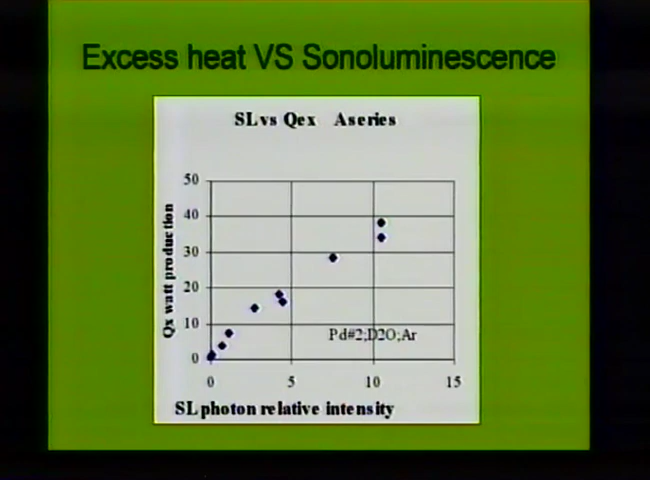 Excess heat VS Sonoluminescence
SL vs Qex A series
Qx watt production
50
40
30
20
10
0
Pd#2;D2O;Ar
0 5 10 15
SL photon relative intensity